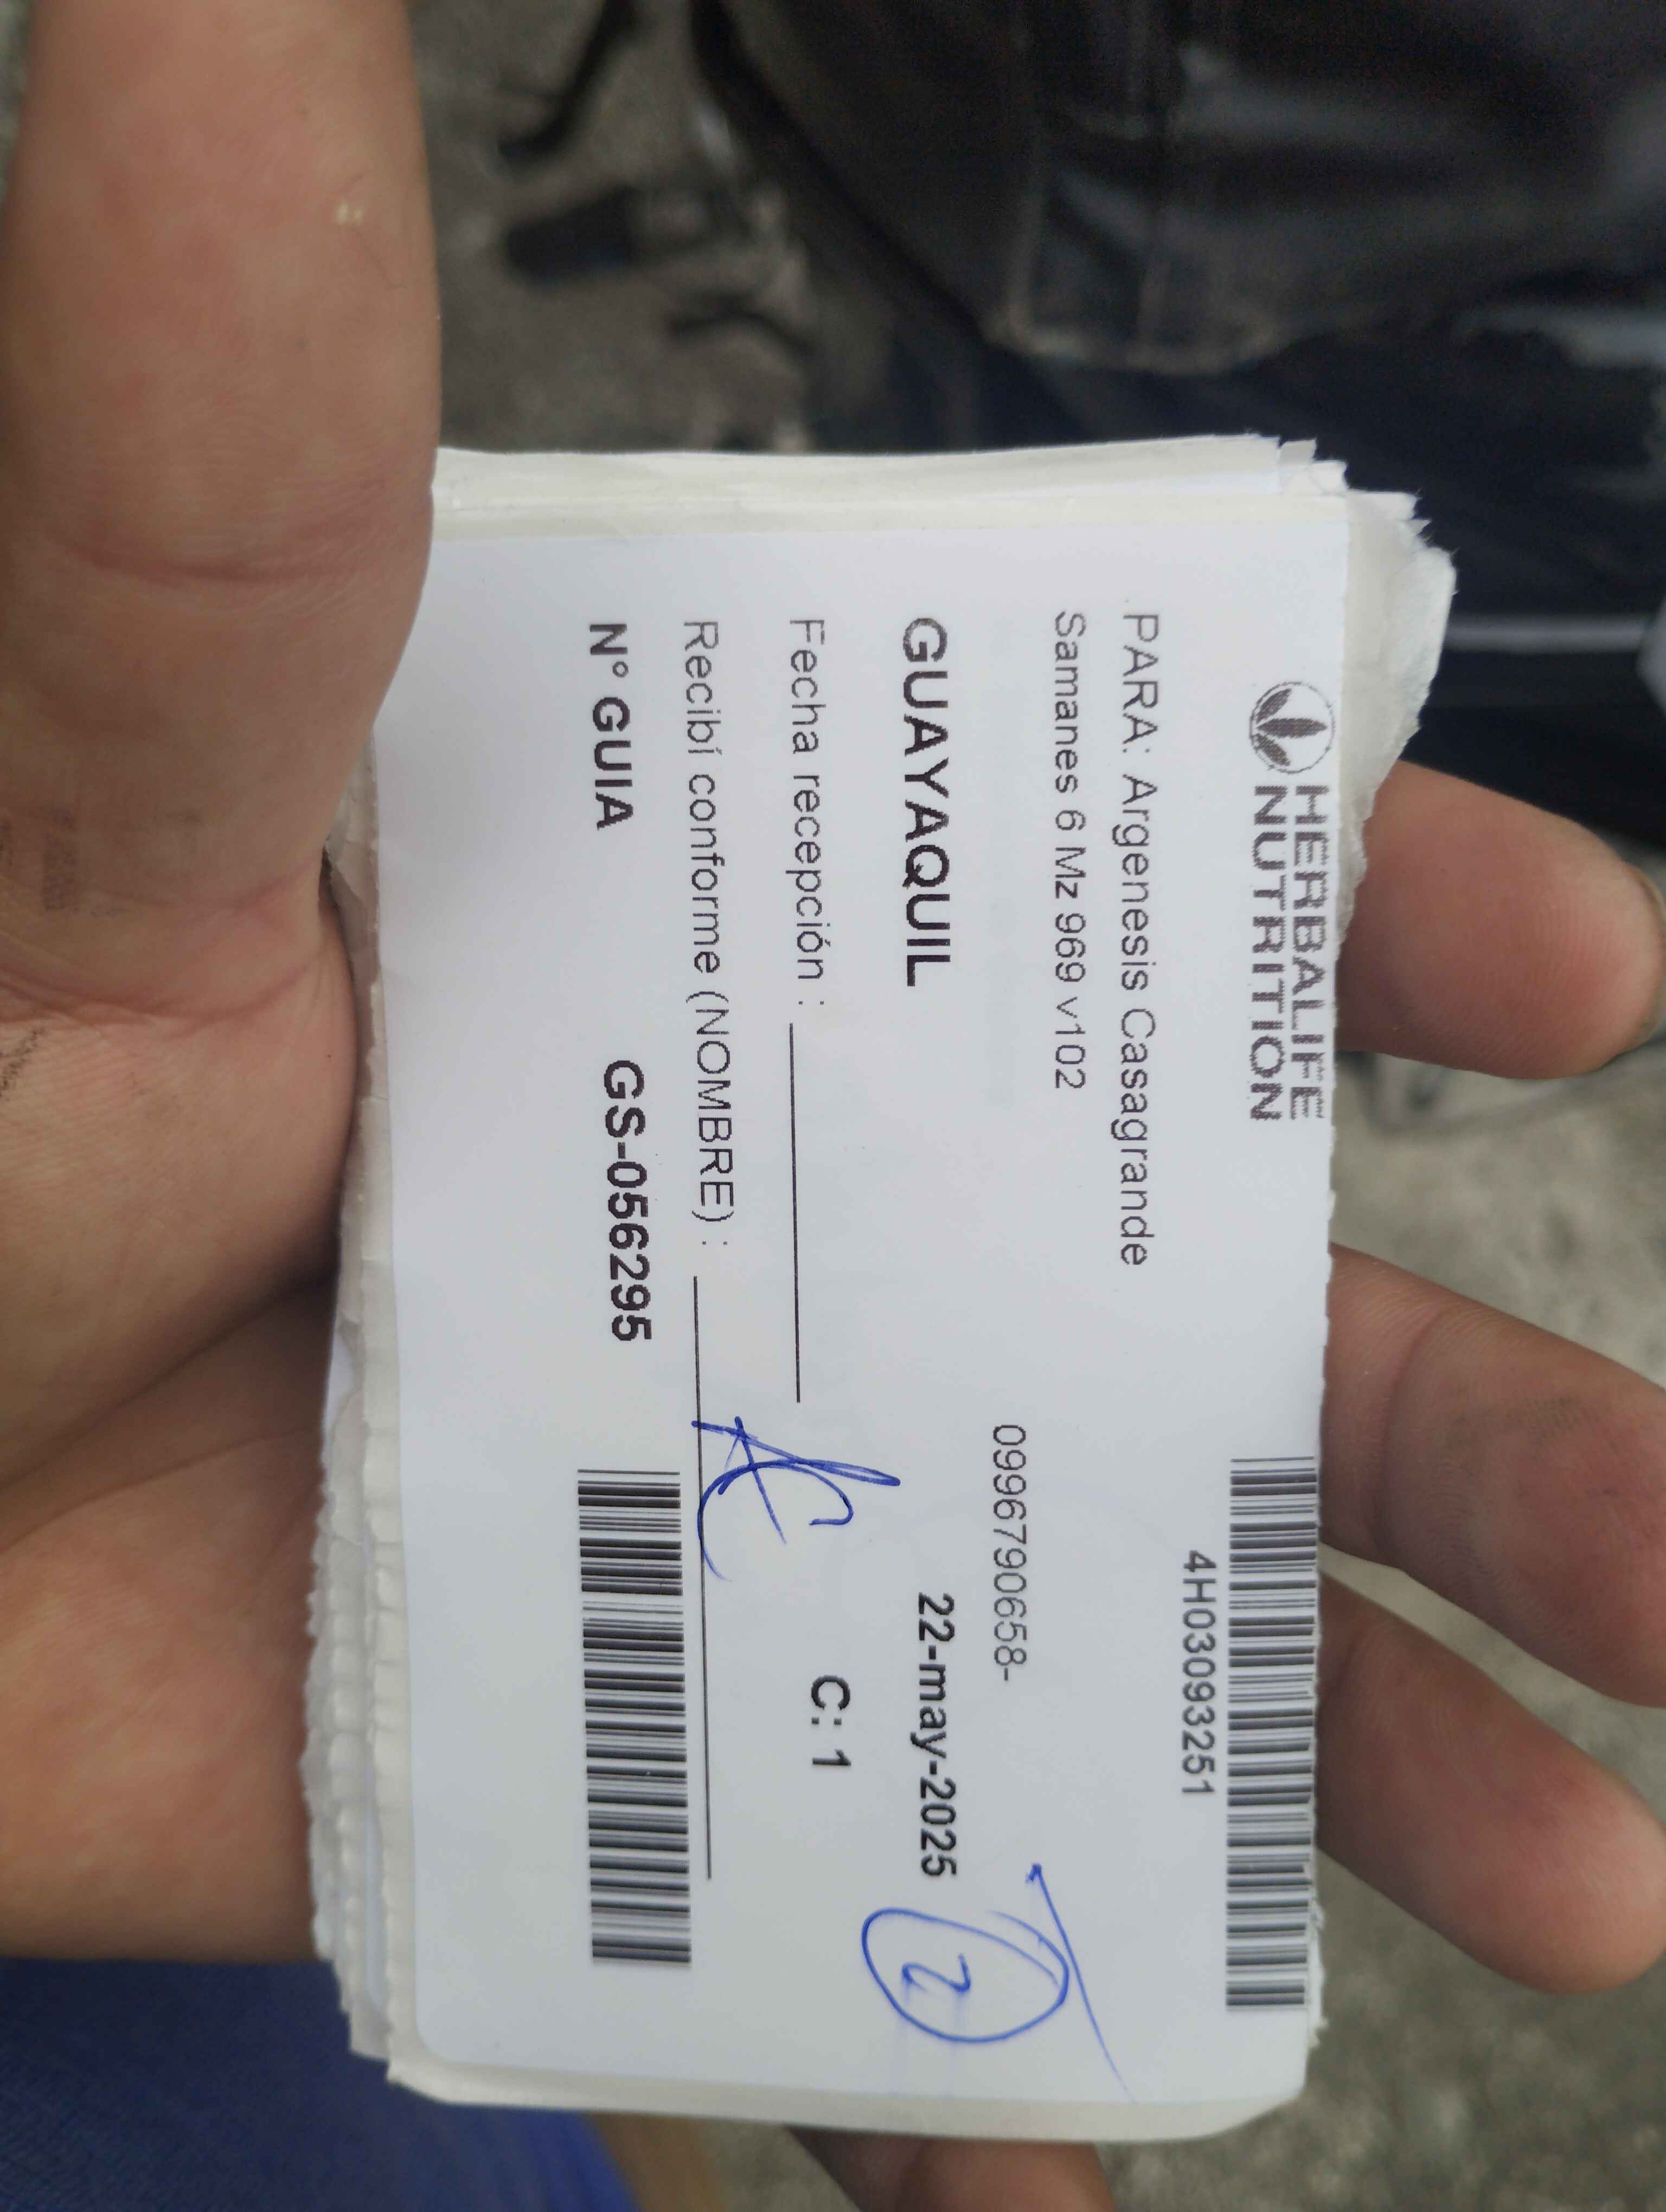 HERBALIFE
NUTRITION
4H03093251
PARA: Argenesis Casagrande
Samanes 6 Mz 969 v102
0996790658-
GUAYAQUIL
22-may-2025
2
Fecha recepción :
C: 1
Recibí conforme (NOMBRE) :
AC
N° GUIA
GS-056295